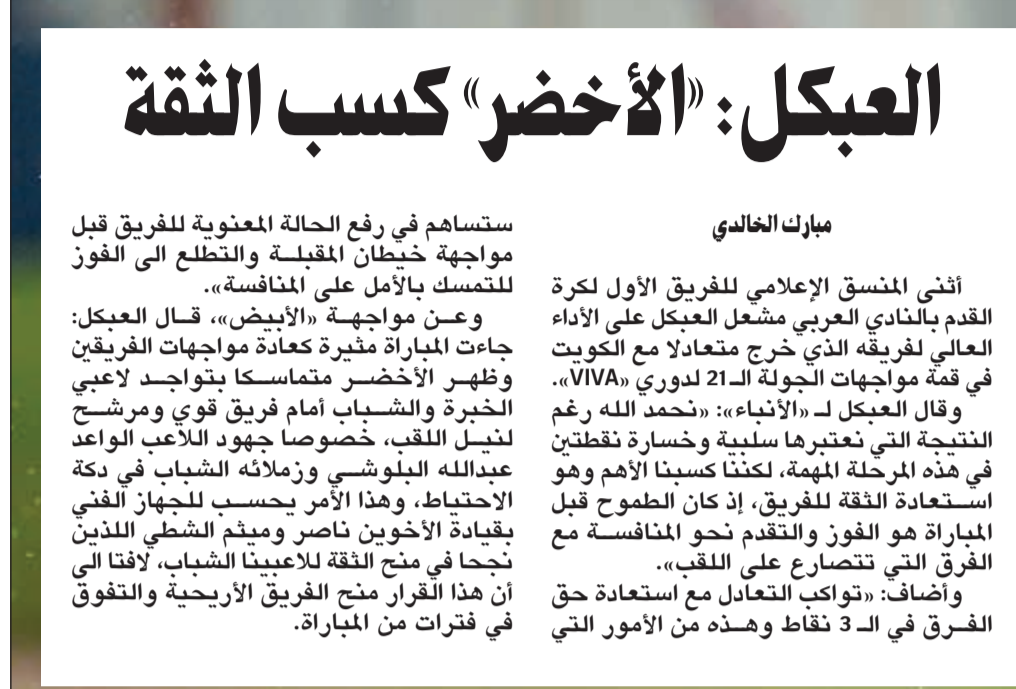 العبكل: «الأخضر» كسب الثقة
مبارك الخالدي
أثنى المنسق الإعلامي للفريق الأول لكرة
القدم بالنادي العربي مشعل العبكل على الأداء
العالي لفريقه الذي خرج متعادلا مع الكويت
في قمة مواجهات الجولة الـ 21 لدوري «VIVA».
وقال العبكل لـ «الأنباء»: «نحمد الله رغم
النتيجة التي نعتبرها سلبية وخسارة نقطتين
في هذه المرحلة المهمة، لكننا كسبنا الأهم وهو
استعادة الثقة للفريق، إذ كان الطموح قبل
المباراة هو الفوز والتقدم نحو المنافسة مع
الفرق التي تتصارع على اللقب».
وأضاف: «تواكب التعادل مع استعادة حق
الفرق في الـ 3 نقاط وهذه من الأمور التي
ستساهم في رفع الحالة المعنوية للفريق قبل
مواجهة خيطان المقبلة والتطلع الى الفوز
للتمسك بالأمل على المنافسة».
وعن مواجهة «الأبيض»، قال العبكل:
جاءت المباراة مثيرة كعادة مواجهات الفريقين
وظهر الأخضر متماسكا بتواجد لاعبي
الخبرة والشباب أمام فريق قوي ومرشح
لنيل اللقب، خصوصا جهود اللاعب الواعد
عبدالله البلوشي وزملائه الشباب في دكة
الاحتياط، وهذا الأمر يحسب للجهاز الفني
بقيادة الأخوين ناصر وميثم الشطي اللذين
نجحا في منح الثقة للاعبينا الشباب، لافتا الى
أن هذا القرار منح الفريق الأريحية والتفوق
في فترات من المباراة.